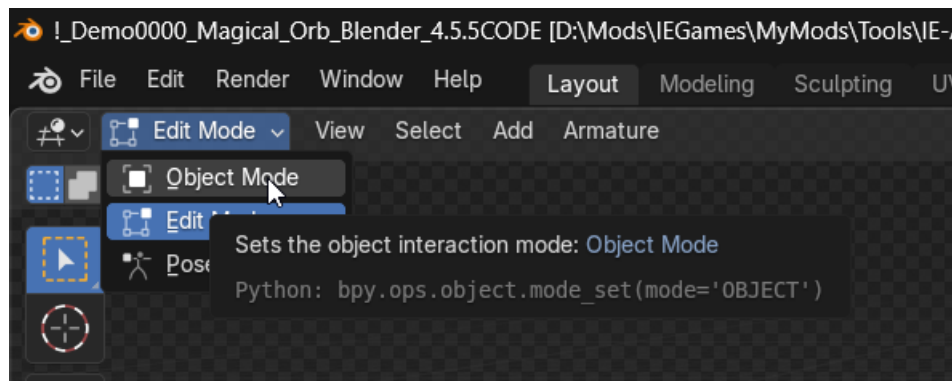 !_Demo0000_Magical_Orb_Blender_4.5.5CODE [D:\Mods\IEGames\MyMods\Tools\IE-
File Edit Render Window Help Layout Modeling Sculpting
Edit Mode View Select Add Armature
Object Mode
Edit
Sets the object interaction mode: Object Mode
Pose
Python: bpy.ops.object.mode_set(mode='OBJECT')